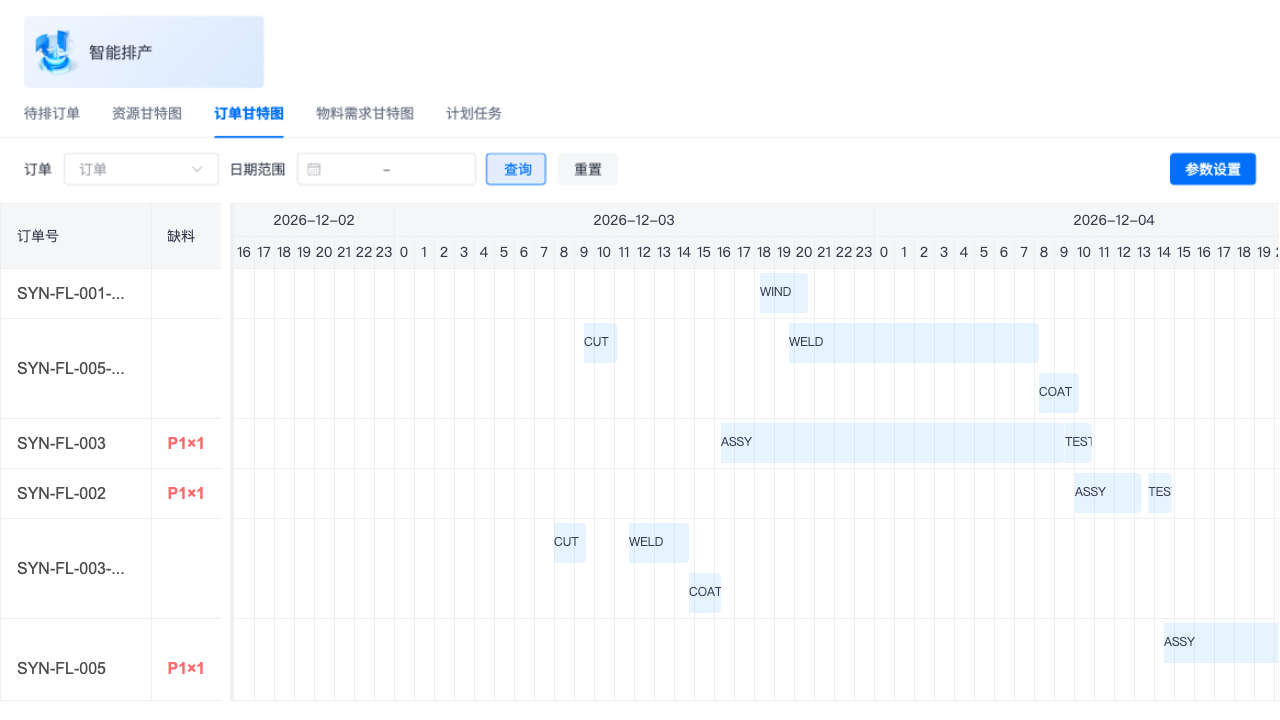 智能排产
待排订单 资源甘特图 订单甘特图 物料需求甘特图 计划任务
订单 订单 日期范围 – 查询 重置 参数设置
订单号 缺料 2026-12-02 2026-12-03 2026-12-04
16 17 18 19 20 21 22 23 0 1 2 3 4 5 6 7 8 9 10 11 12 13 14 15 16 17 18 19 20 21 22 23 0 1 2 3 4 5 6 7 8 9 10 11 12 13 14 15 16 17 18 19
SYN-FL-001-... WIND
SYN-FL-005-... CUT WELD
COAT
SYN-FL-003 P1×1 ASSY TEST
SYN-FL-002 P1×1 ASSY TES
SYN-FL-003-... CUT WELD
COAT
SYN-FL-005 P1×1 ASSY